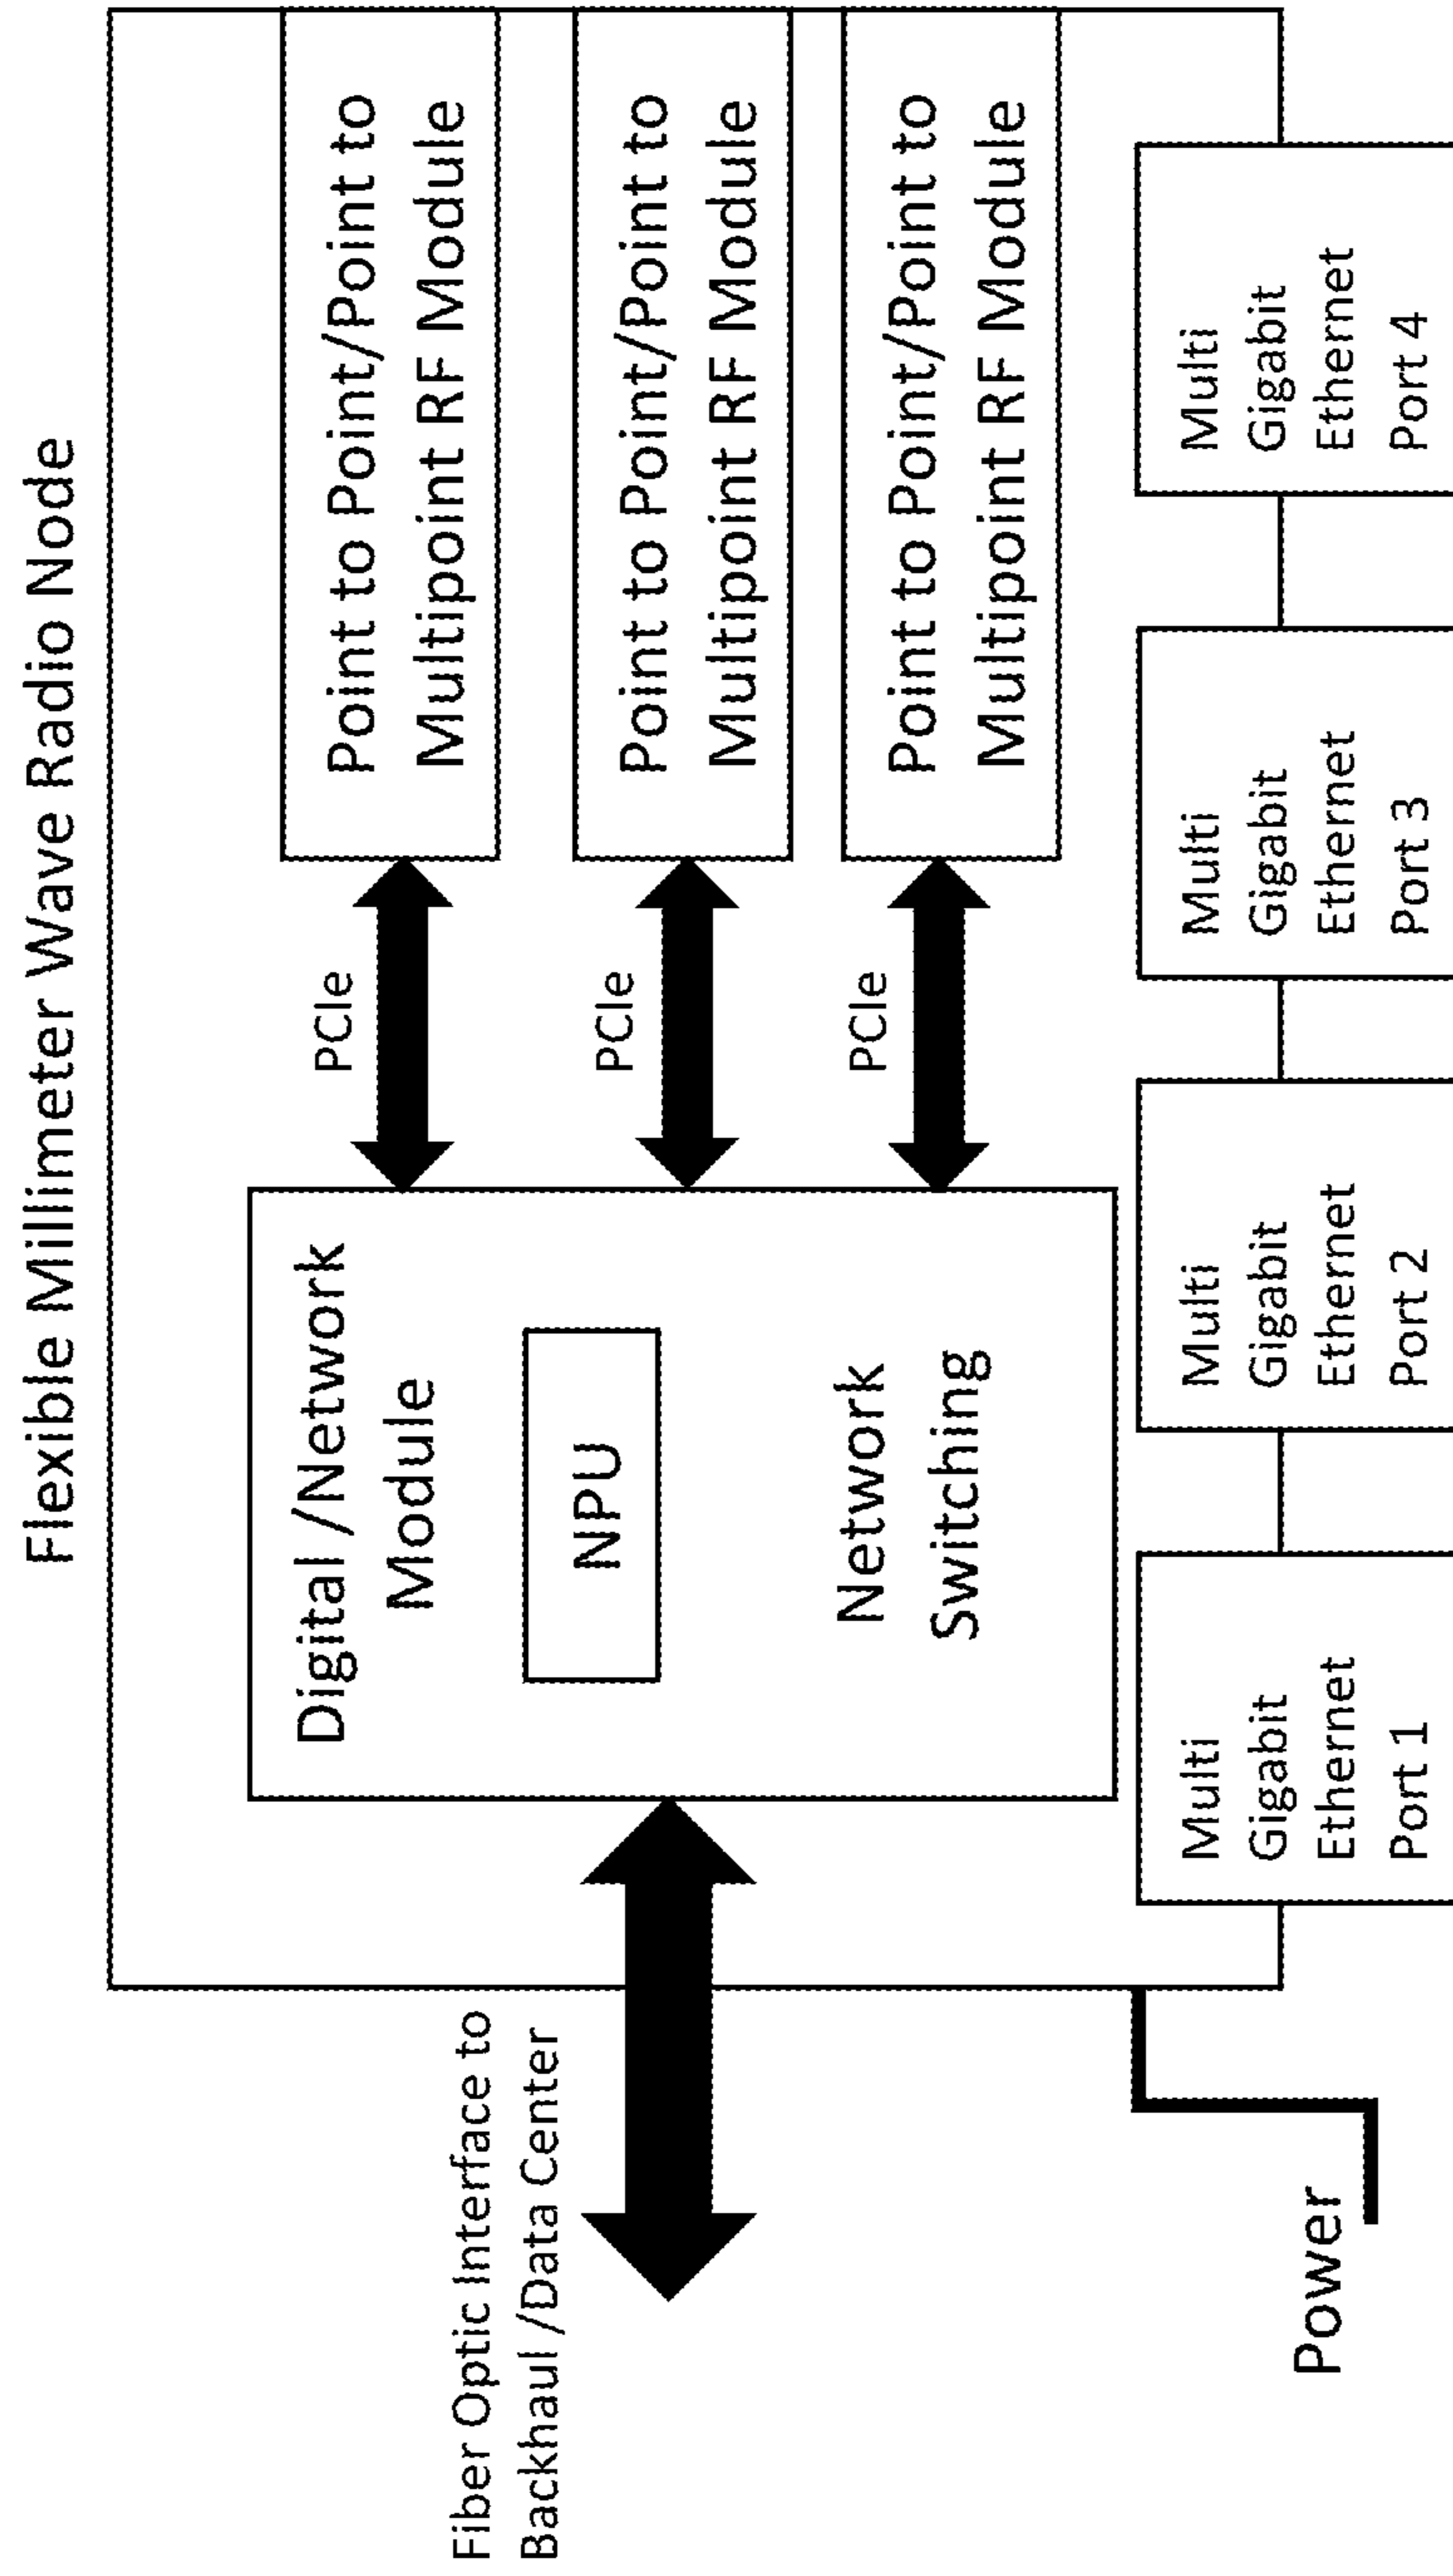 Flexible Millimeter Wave Radio Node
Fiber Optic Interface to
Backhaul /Data Center
Digital /Network
Module
NPU
Network
Switching
PCIe
Point to Point/Point to
Multipoint RF Module
PCIe
Point to Point/Point to
Multipoint RF Module
PCIe
Point to Point/Point to
Multipoint RF Module
Power
Multi
Gigabit
Ethernet
Port 1
Multi
Gigabit
Ethernet
Port 2
Multi
Gigabit
Ethernet
Port 3
Multi
Gigabit
Ethernet
Port 4